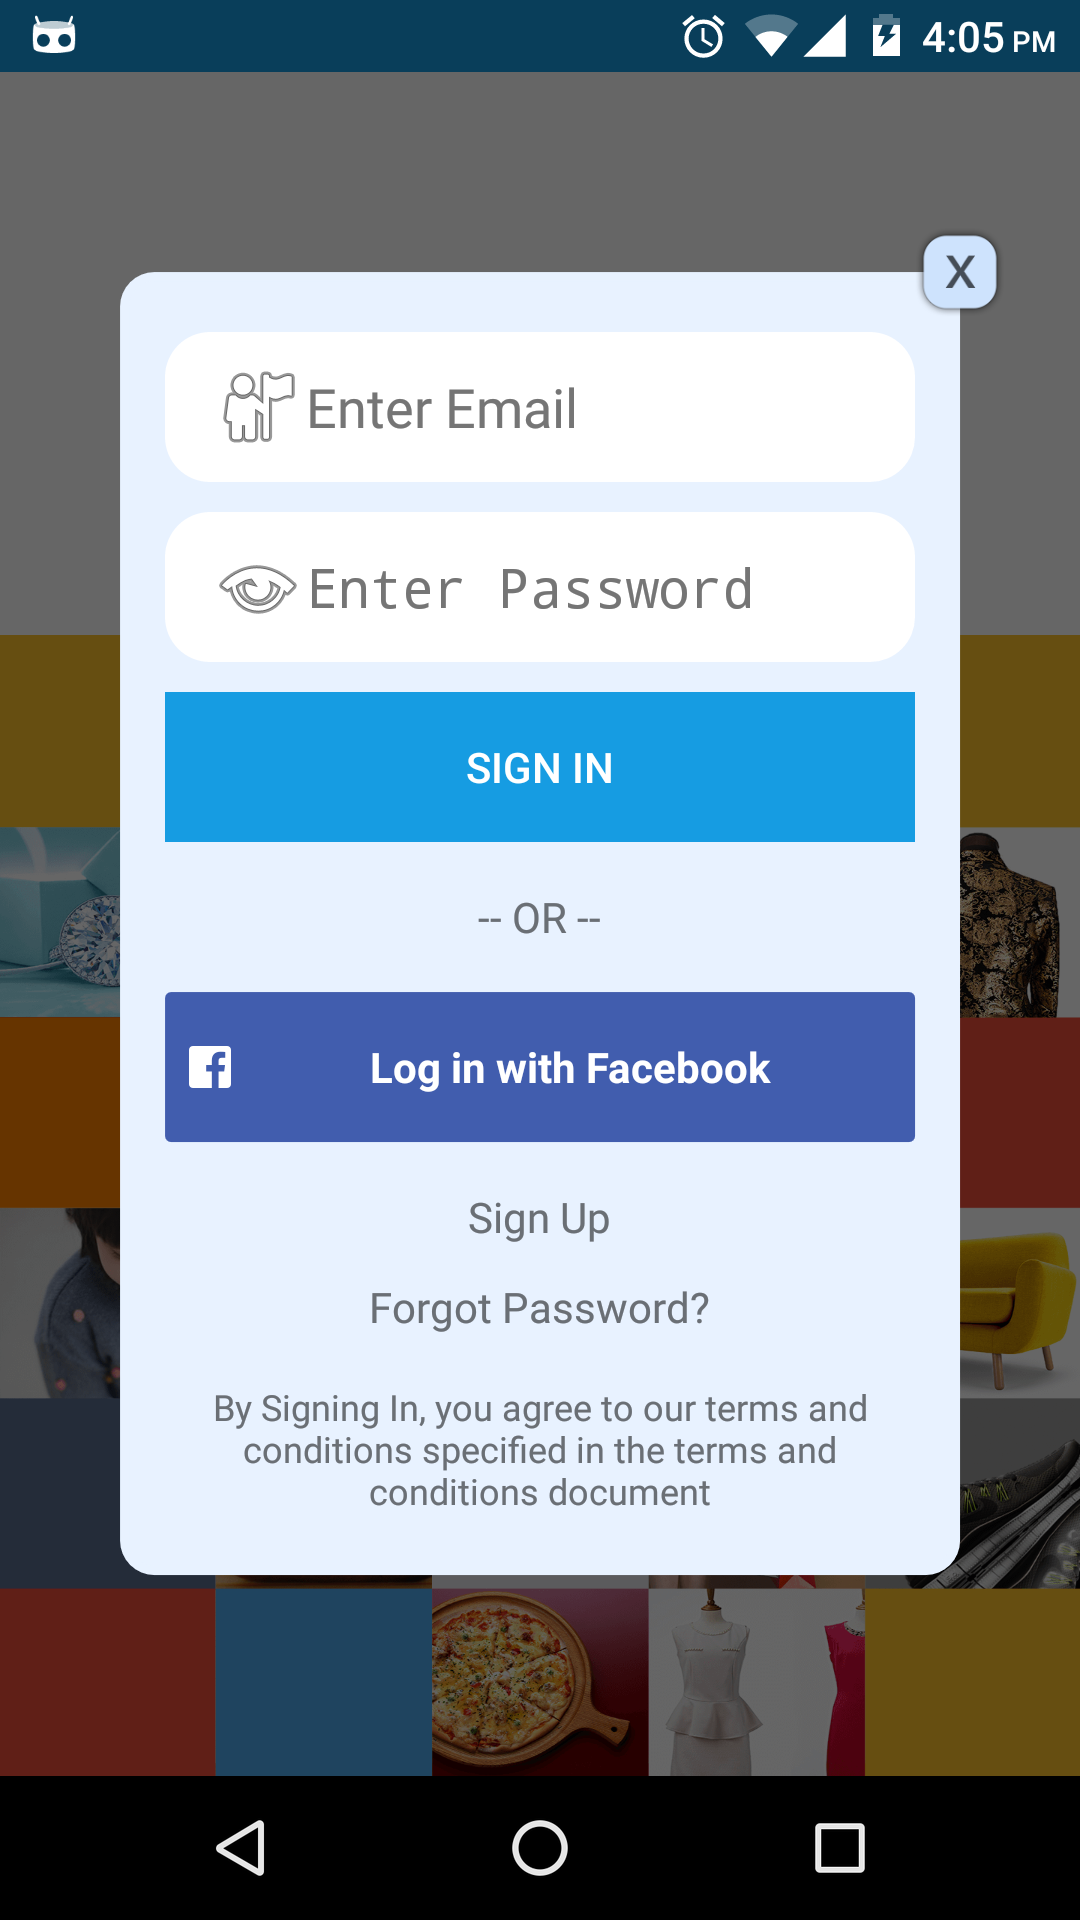 4:05 PM
X
Enter Email
Enter Password
SIGN IN
-- OR --
Log in with Facebook
Sign Up
Forgot Password?
By Signing In, you agree to our terms and
conditions specified in the terms and
conditions document